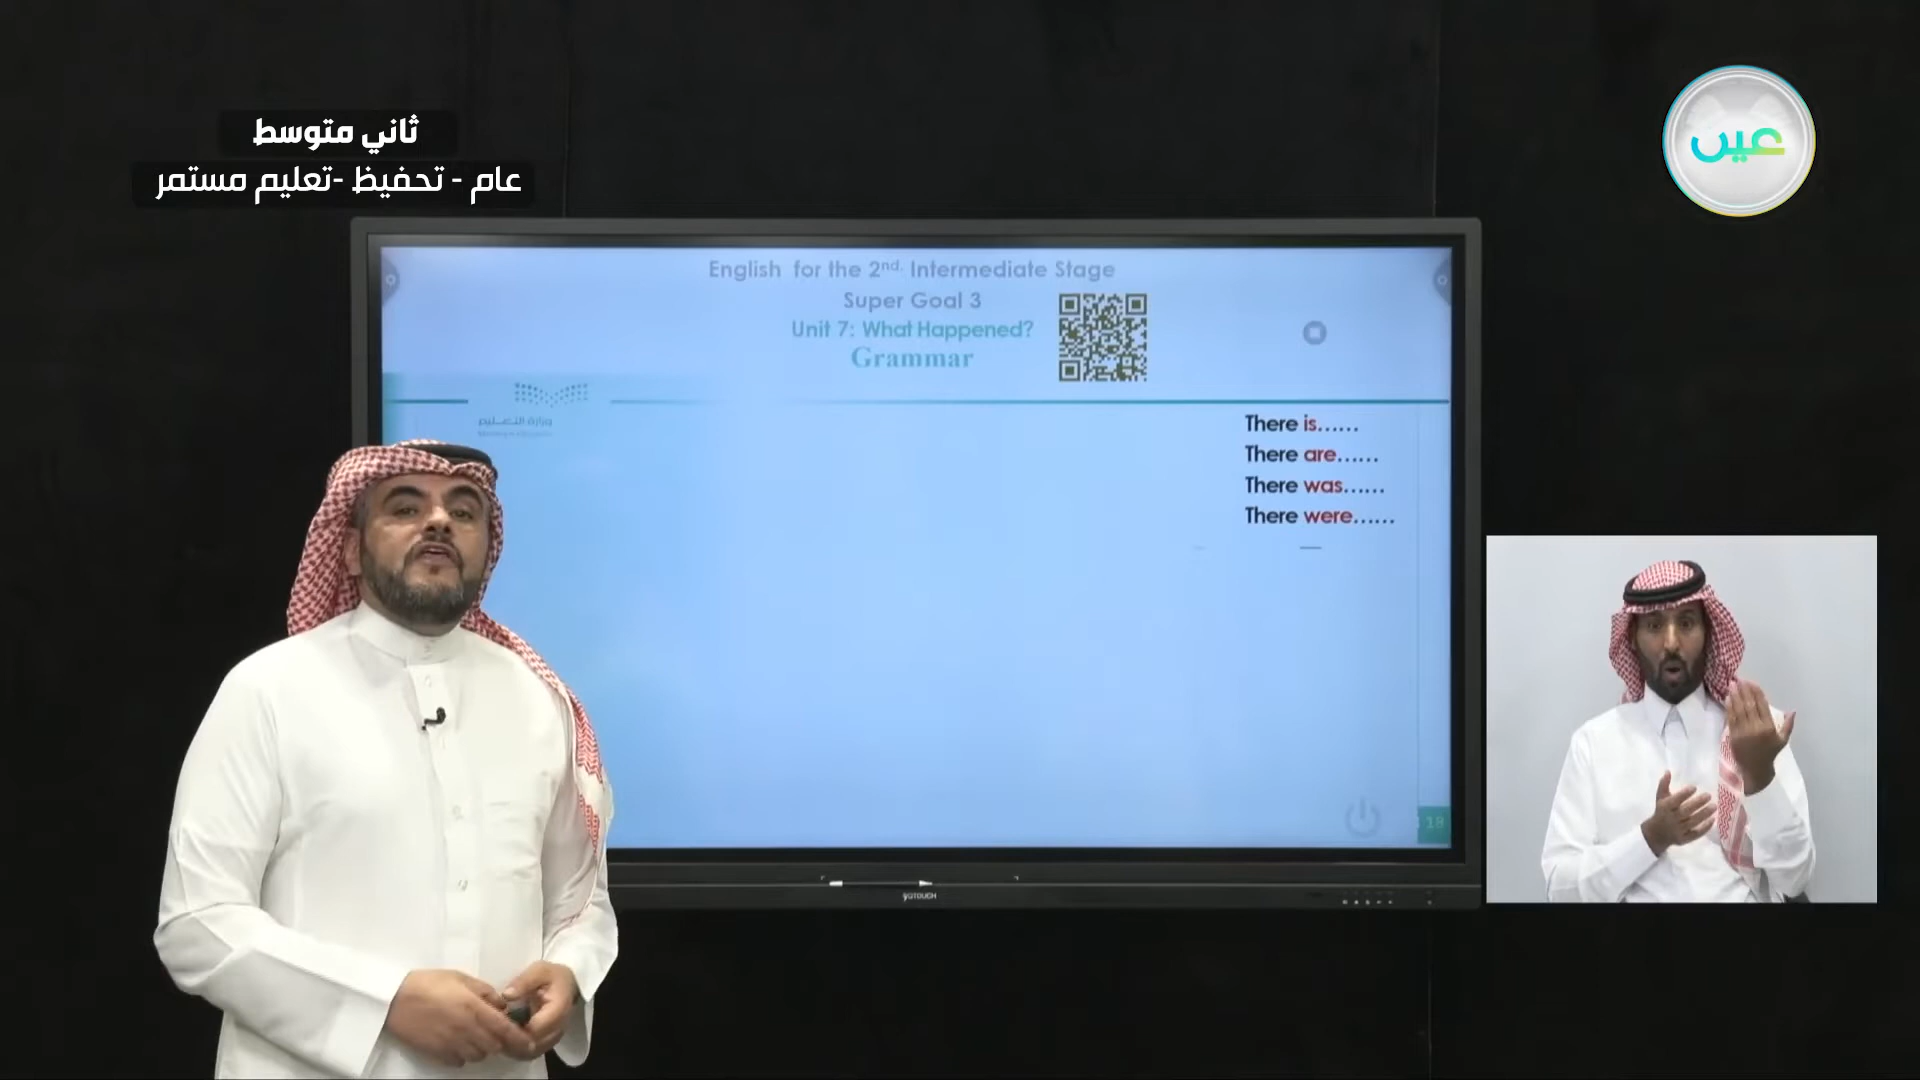 ثاني متوسط
عام - تحفيظ -تعليم مستمر
عين
English for the 2nd. Intermediate Stage
Super Goal 3
Unit 7: What Happened?
Grammar
وزارة التعليم
There is......
There are......
There was......
There were......
18